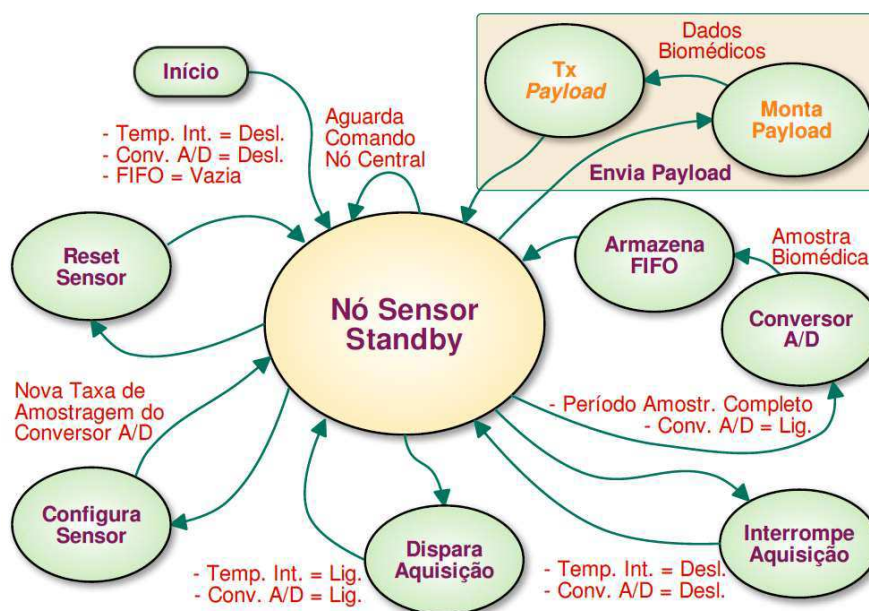 Início
- Temp. Int. = Desl.
- Conv. A/D = Desl.
- FIFO = Vazia
Aguarda
Comando
Nó Central
Dados
Biomédicos
Tx
Payload
Monta
Payload
Envia Payload
Reset
Sensor
Armazena
FIFO
Amostra
Biomédica
Conversor
A/D
Nó Sensor
Standby
Nova Taxa de
Amostragem do
Conversor A/D
- Período Amostr. Completo
- Conv. A/D = Lig.
Configura
Sensor
- Temp. Int. = Lig.
- Conv. A/D = Lig.
Dispara
Aquisição
- Temp. Int. = Desl.
- Conv. A/D = Desl.
Interrompe
Aquisição